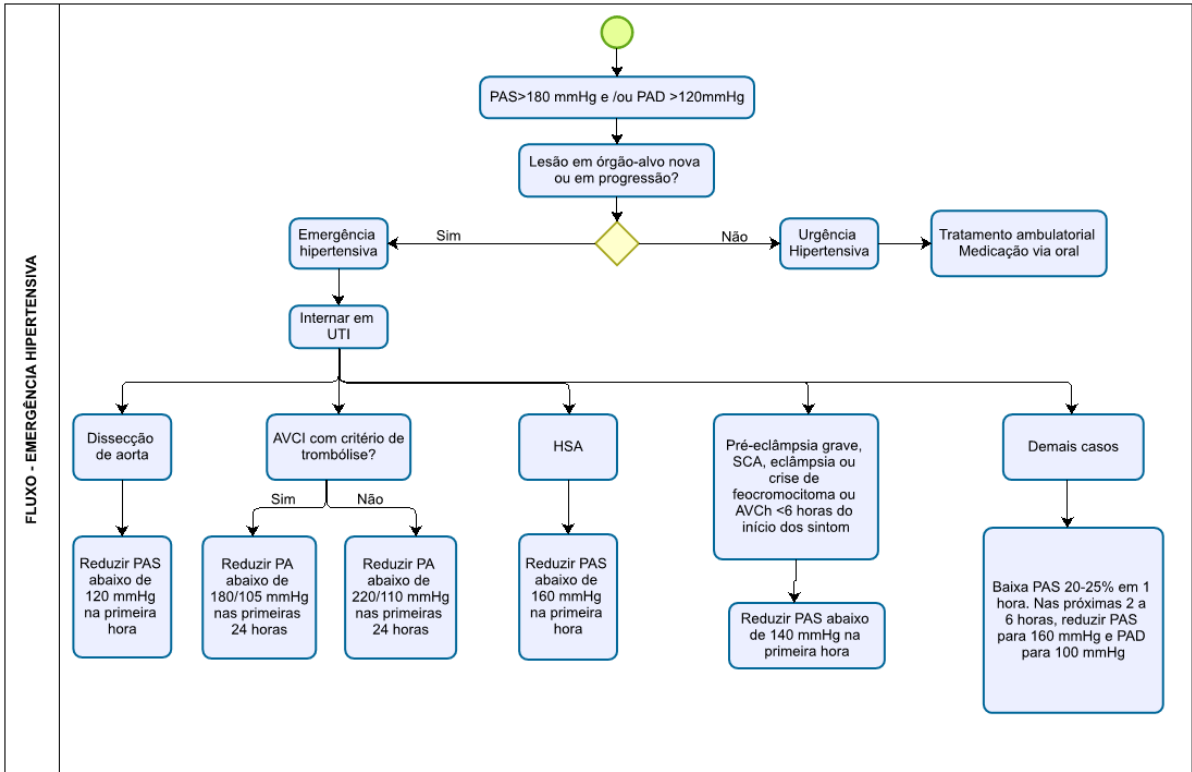 FLUXO - EMERGÊNCIA HIPERTENSIVA
PAS>180 mmHg e /ou PAD >120mmHg
Lesão em órgão-alvo nova
ou em progressão?
Sim
Não
Emergência
hipertensiva
Urgência
Hipertensiva
Tratamento ambulatorial
Medicação via oral
Internar em
UTI
Dissecção
de aorta
AVCI com critério de
trombólise?
HSA
Pré-eclâmpsia grave,
SCA, eclâmpsia ou
crise de
feocromocitoma ou
AVCh <6 horas do
início dos sintom
Demais casos
Sim
Não
Reduzir PAS
abaixo de
120 mmHg
na primeira
hora
Reduzir PA
abaixo de
180/105 mmHg
nas primeiras
24 horas
Reduzir PA
abaixo de
220/110 mmHg
nas primeiras
24 horas
Reduzir PAS
abaixo de
160 mmHg
na primeira
hora
Reduzir PAS abaixo
de 140 mmHg na
primeira hora
Baixa PAS 20-25% em 1
hora. Nas próximas 2 a
6 horas, reduzir PAS
para 160 mmHg e PAD
para 100 mmHg